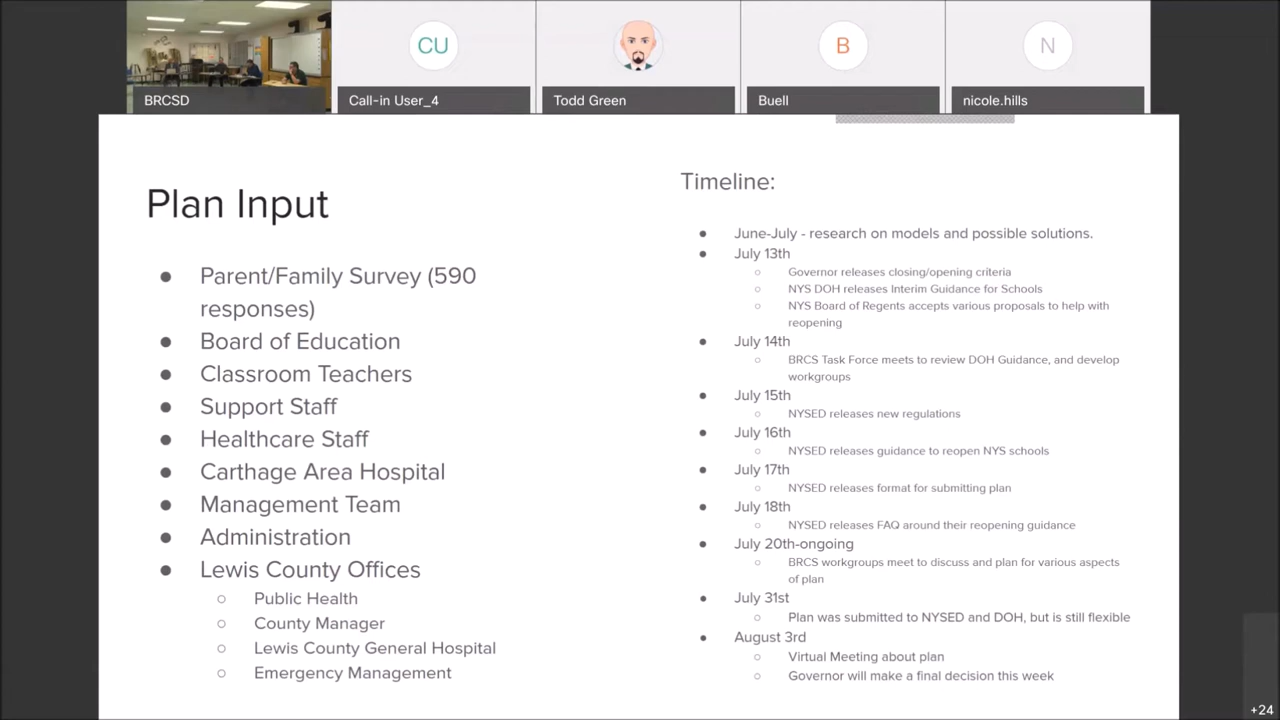 CU
B
N
BRCSD
Call-in User_4
Todd Green
Buell
nicole.hills
Plan Input
● Parent/Family Survey (590
responses)
● Board of Education
● Classroom Teachers
● Support Staff
● Healthcare Staff
● Carthage Area Hospital
● Management Team
● Administration
● Lewis County Offices
○ Public Health
○ County Manager
○ Lewis County General Hospital
○ Emergency Management
Timeline:
● June-July - research on models and possible solutions.
● July 13th
○ Governor releases closing/opening criteria
○ NYS DOH releases Interim Guidance for Schools
○ NYS Board of Regents accepts various proposals to help with
reopening
● July 14th
○ BRCS Task Force meets to review DOH Guidance, and develop
workgroups
● July 15th
○ NYSED releases new regulations
● July 16th
○ NYSED releases guidance to reopen NYS schools
● July 17th
○ NYSED releases format for submitting plan
● July 18th
○ NYSED releases FAQ around their reopening guidance
● July 20th-ongoing
○ BRCS workgroups meet to discuss and plan for various aspects
of plan
● July 31st
○ Plan was submitted to NYSED and DOH, but is still flexible
● August 3rd
○ Virtual Meeting about plan
○ Governor will make a final decision this week
+24